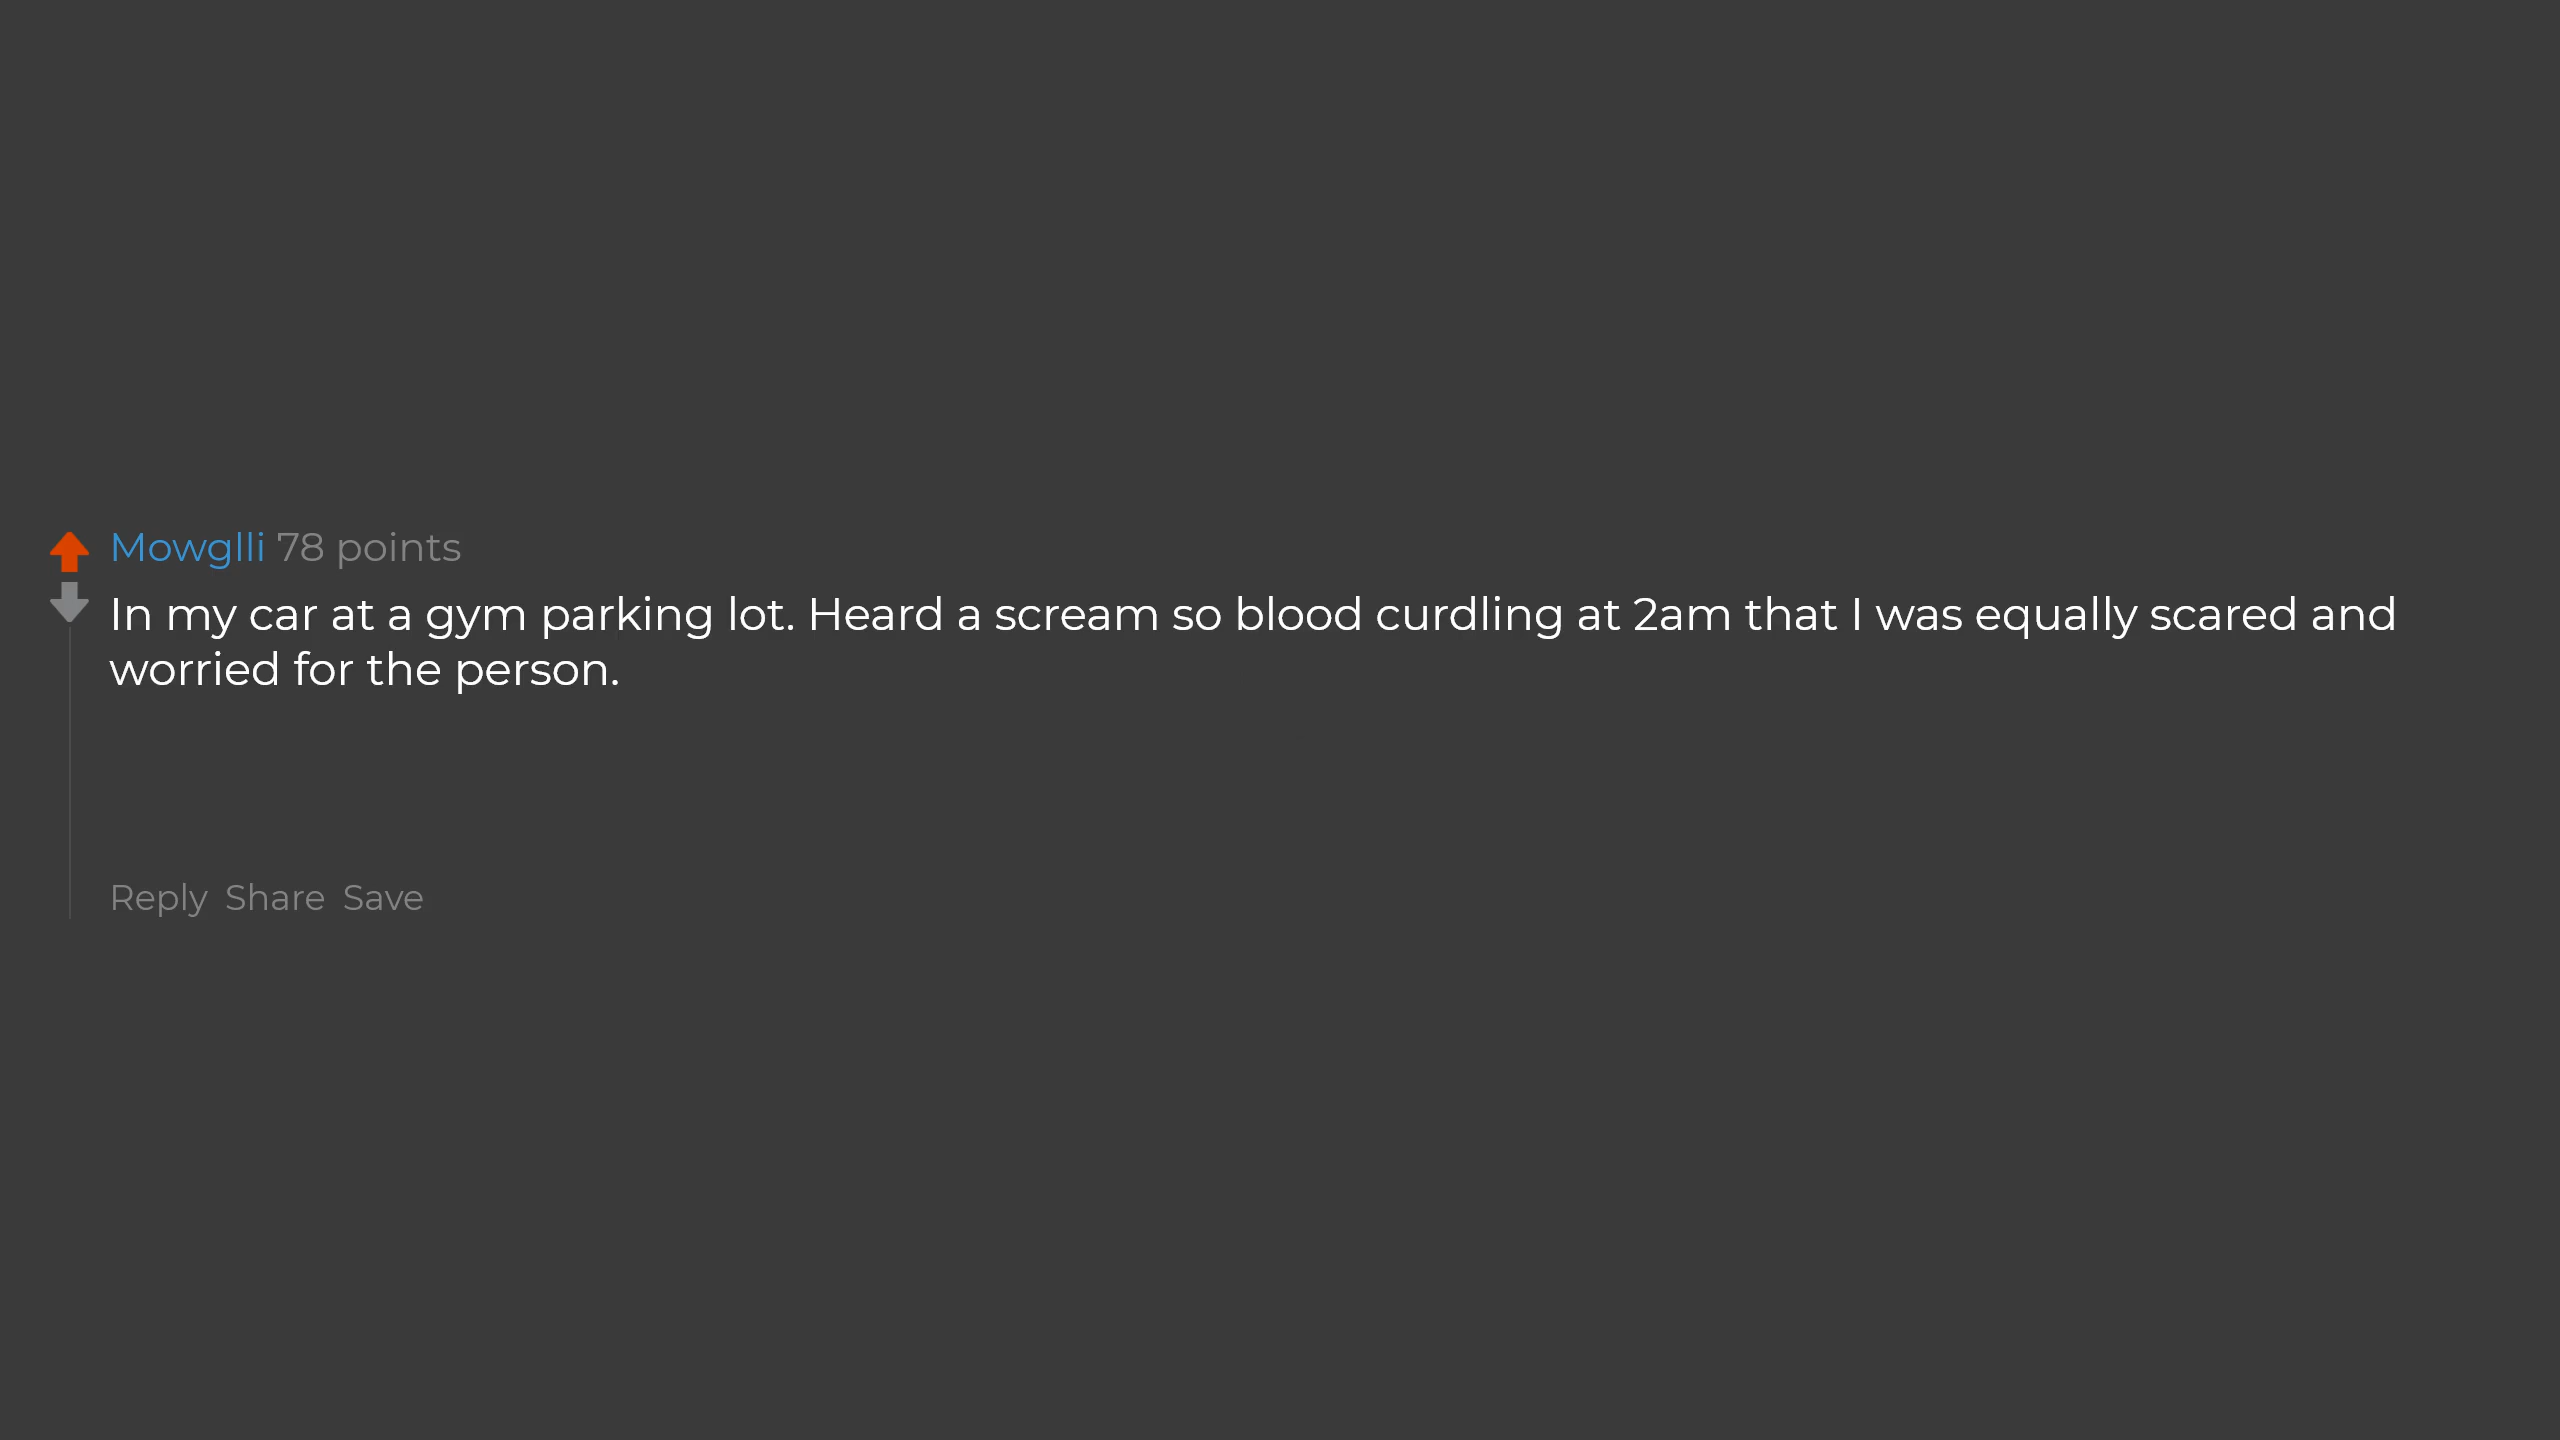 Mowglli 78 points
In my car at a gym parking lot. Heard a scream so blood curdling at 2am that I was equally scared and
worried for the person.
Reply Share Save